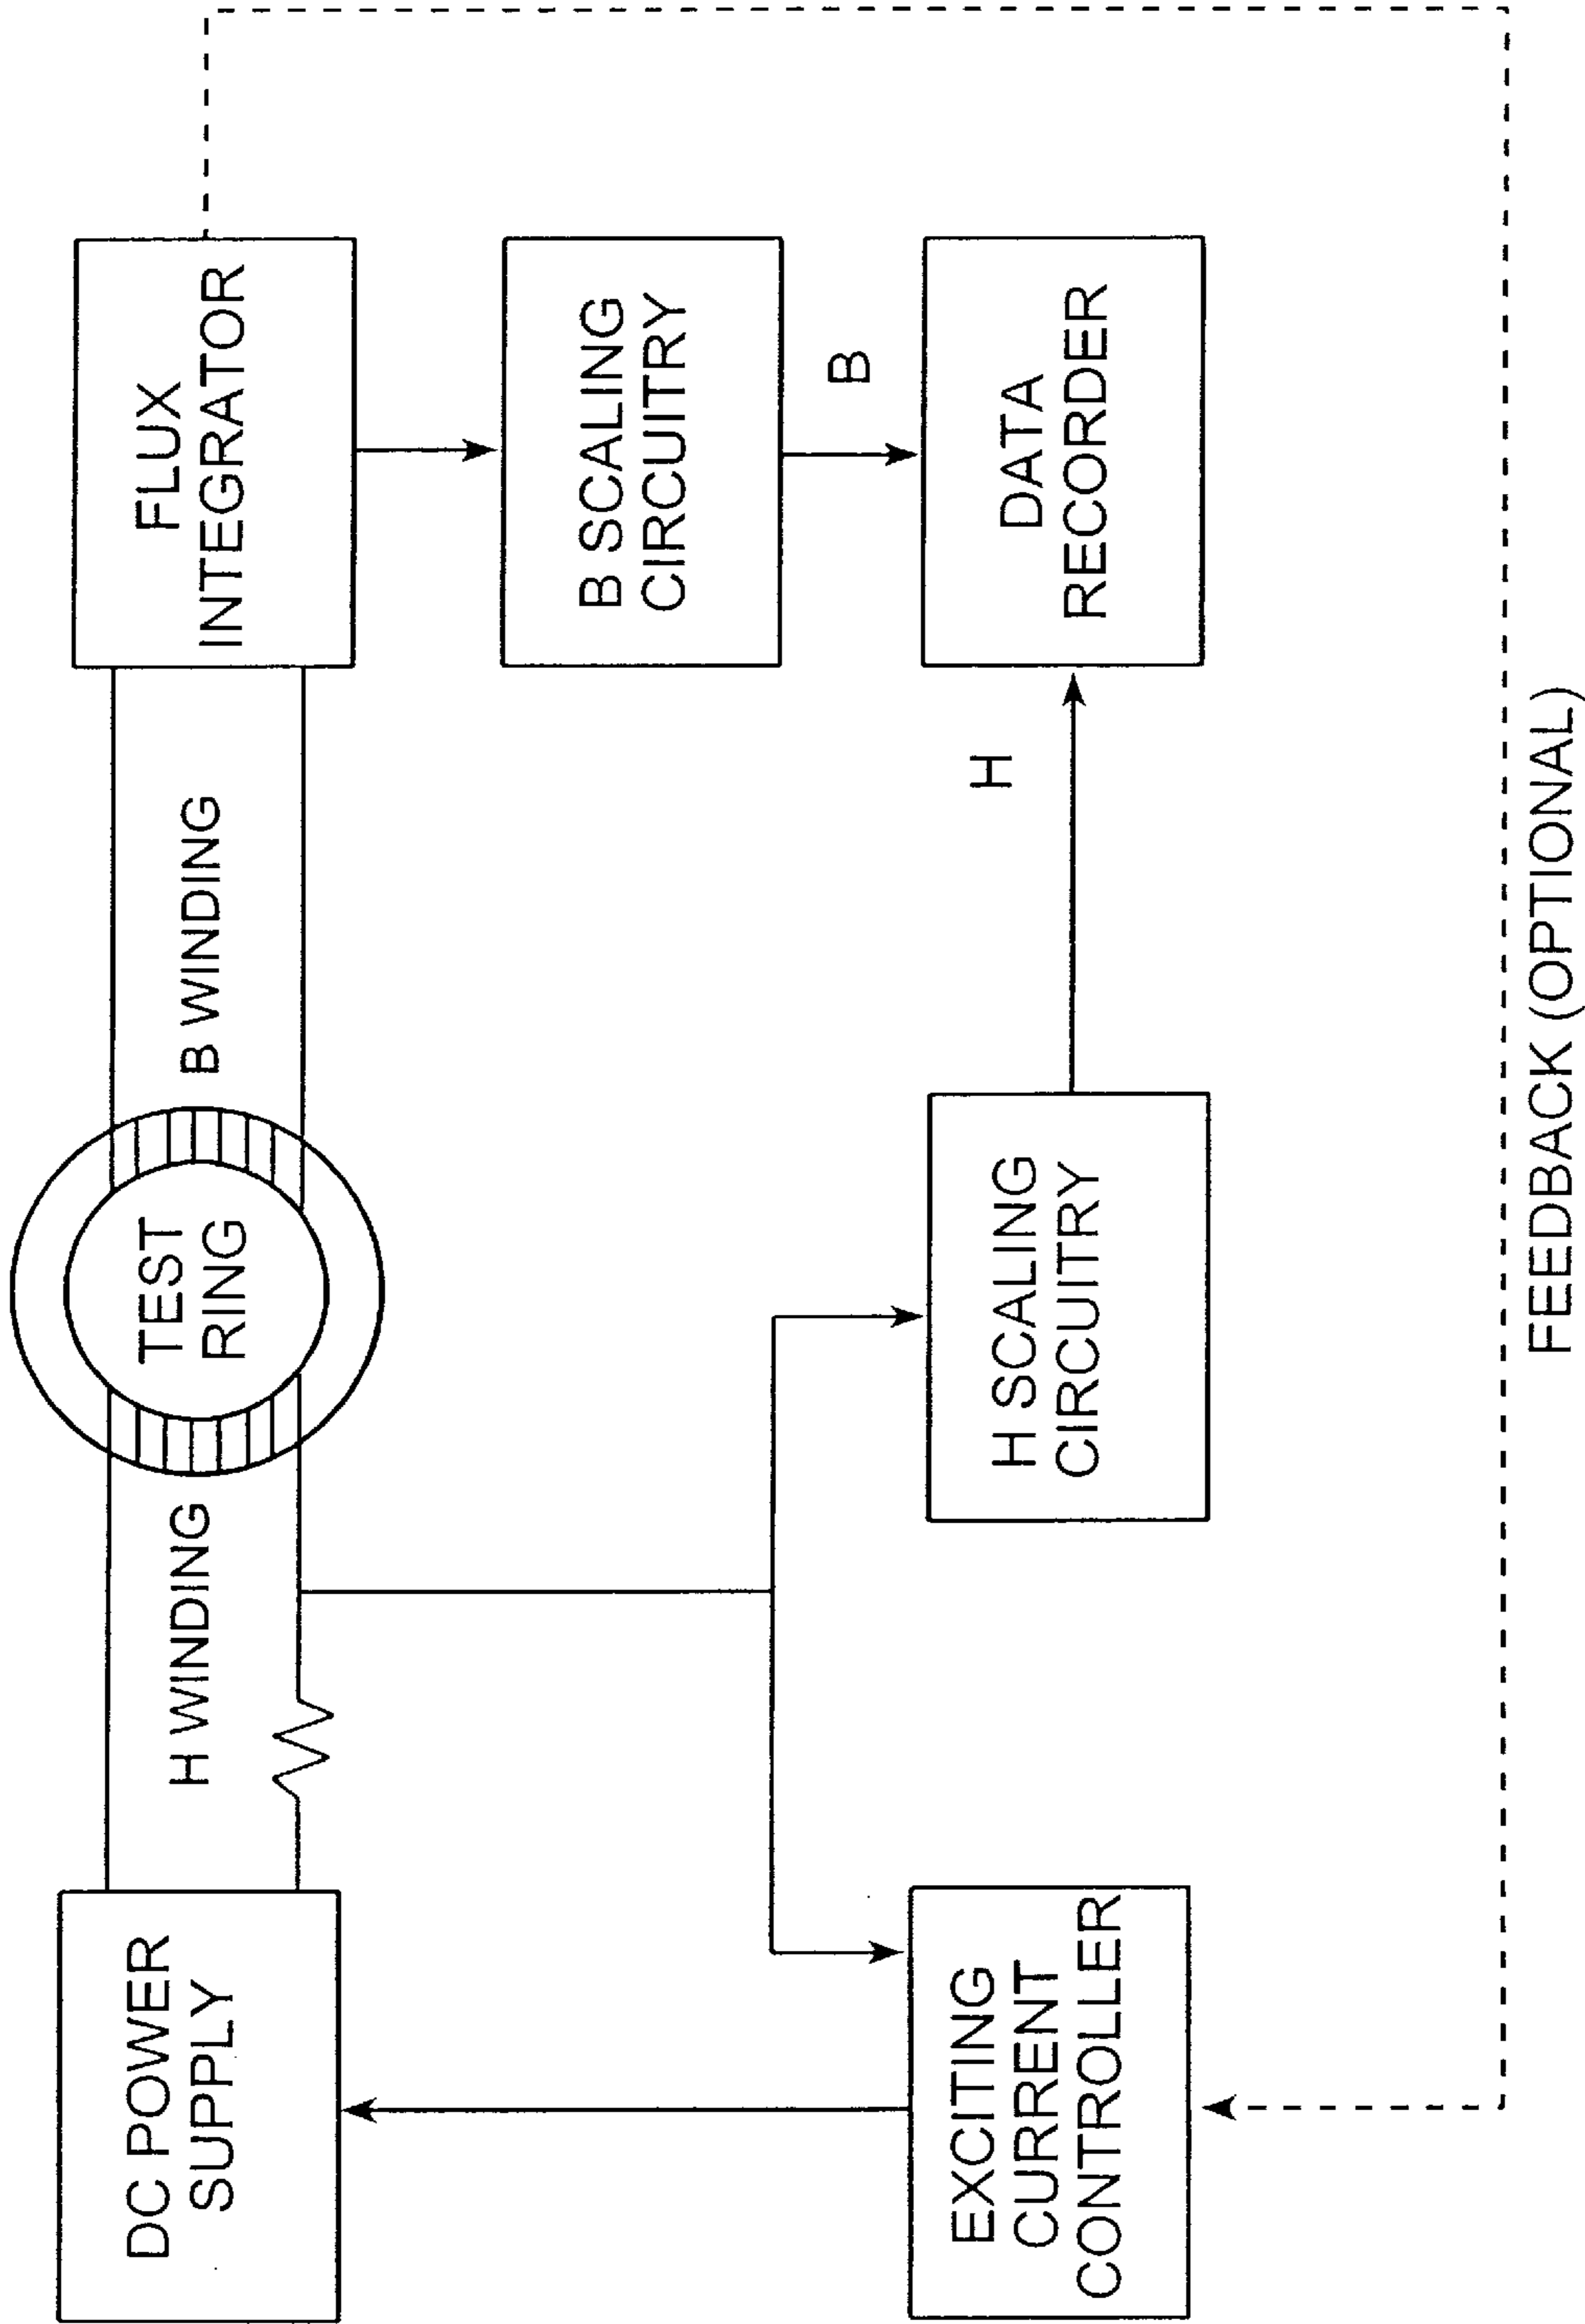 DC POWER
SUPPLY
H WINDING
TEST
RING
B WINDING
FLUX
INTEGRATOR
B SCALING
CIRCUITRY
B
EXCITING
CURRENT
CONTROLLER
H SCALING
CIRCUITRY
H
DATA
RECORDER
FEEDBACK (OPTIONAL)